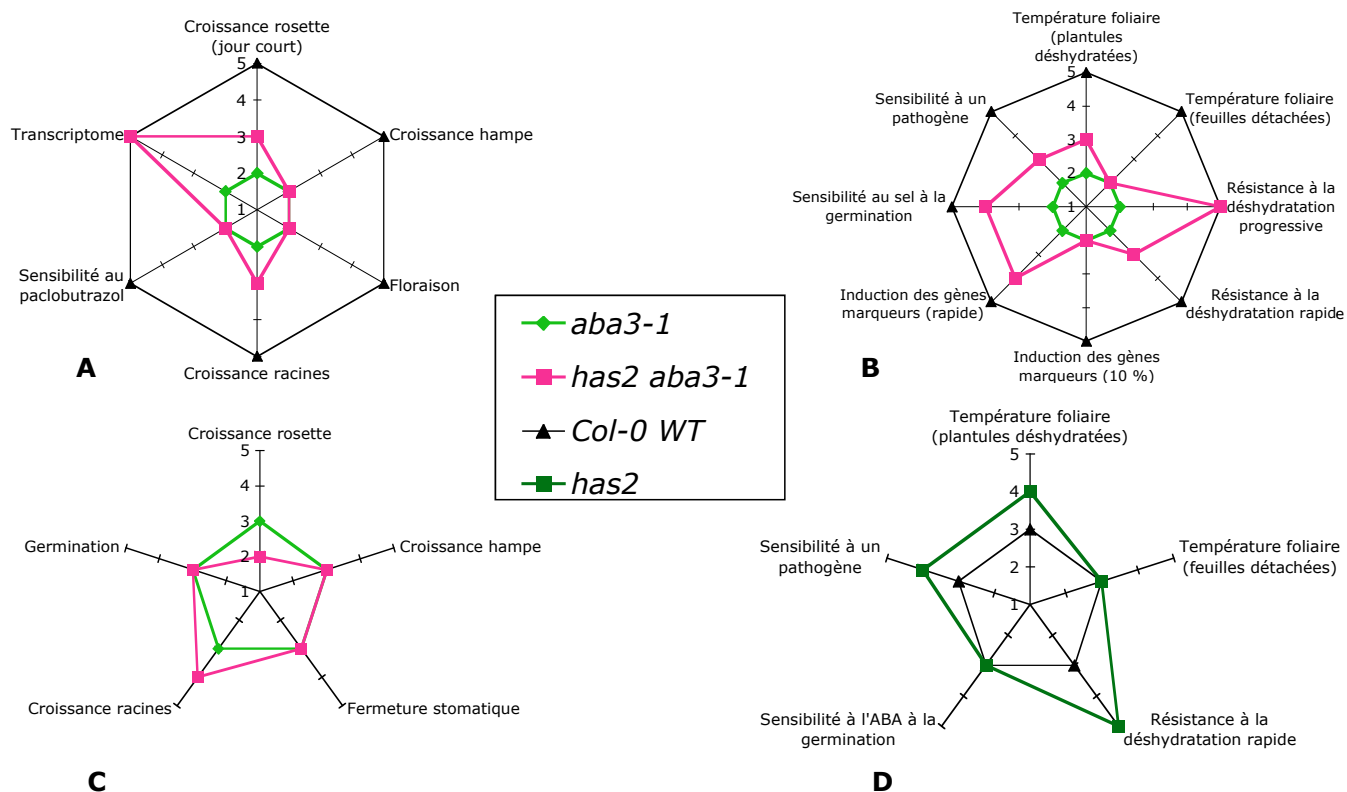 Croissance rosette
(jour court)
5
4
3
2
1
Croissance hampe
Floraison
Croissance racines
Sensibilité au
paclobutrazol
Transcriptome
A
Température foliaire
(plantules
déshydratées)
5
4
3
2
1
Température foliaire
(feuilles détachées)
Résistance à la
déshydratation
progressive
Résistance à la
déshydratation rapide
Induction des gènes
marqueurs (10 %)
Induction des gènes
marqueurs (rapide)
Sensibilité au sel à la
germination
Sensibilité à un
pathogène
B
aba3-1
has2 aba3-1
Col-0 WT
has2
Croissance rosette
5
4
3
2
1
Croissance hampe
Fermeture stomatique
Croissance racines
Germination
C
Température foliaire
(plantules déshydratées)
5
4
3
2
1
Température foliaire
(feuilles détachées)
Résistance à la
déshydratation rapide
Sensibilité à l'ABA à la
germination
Sensibilité à un
pathogène
D